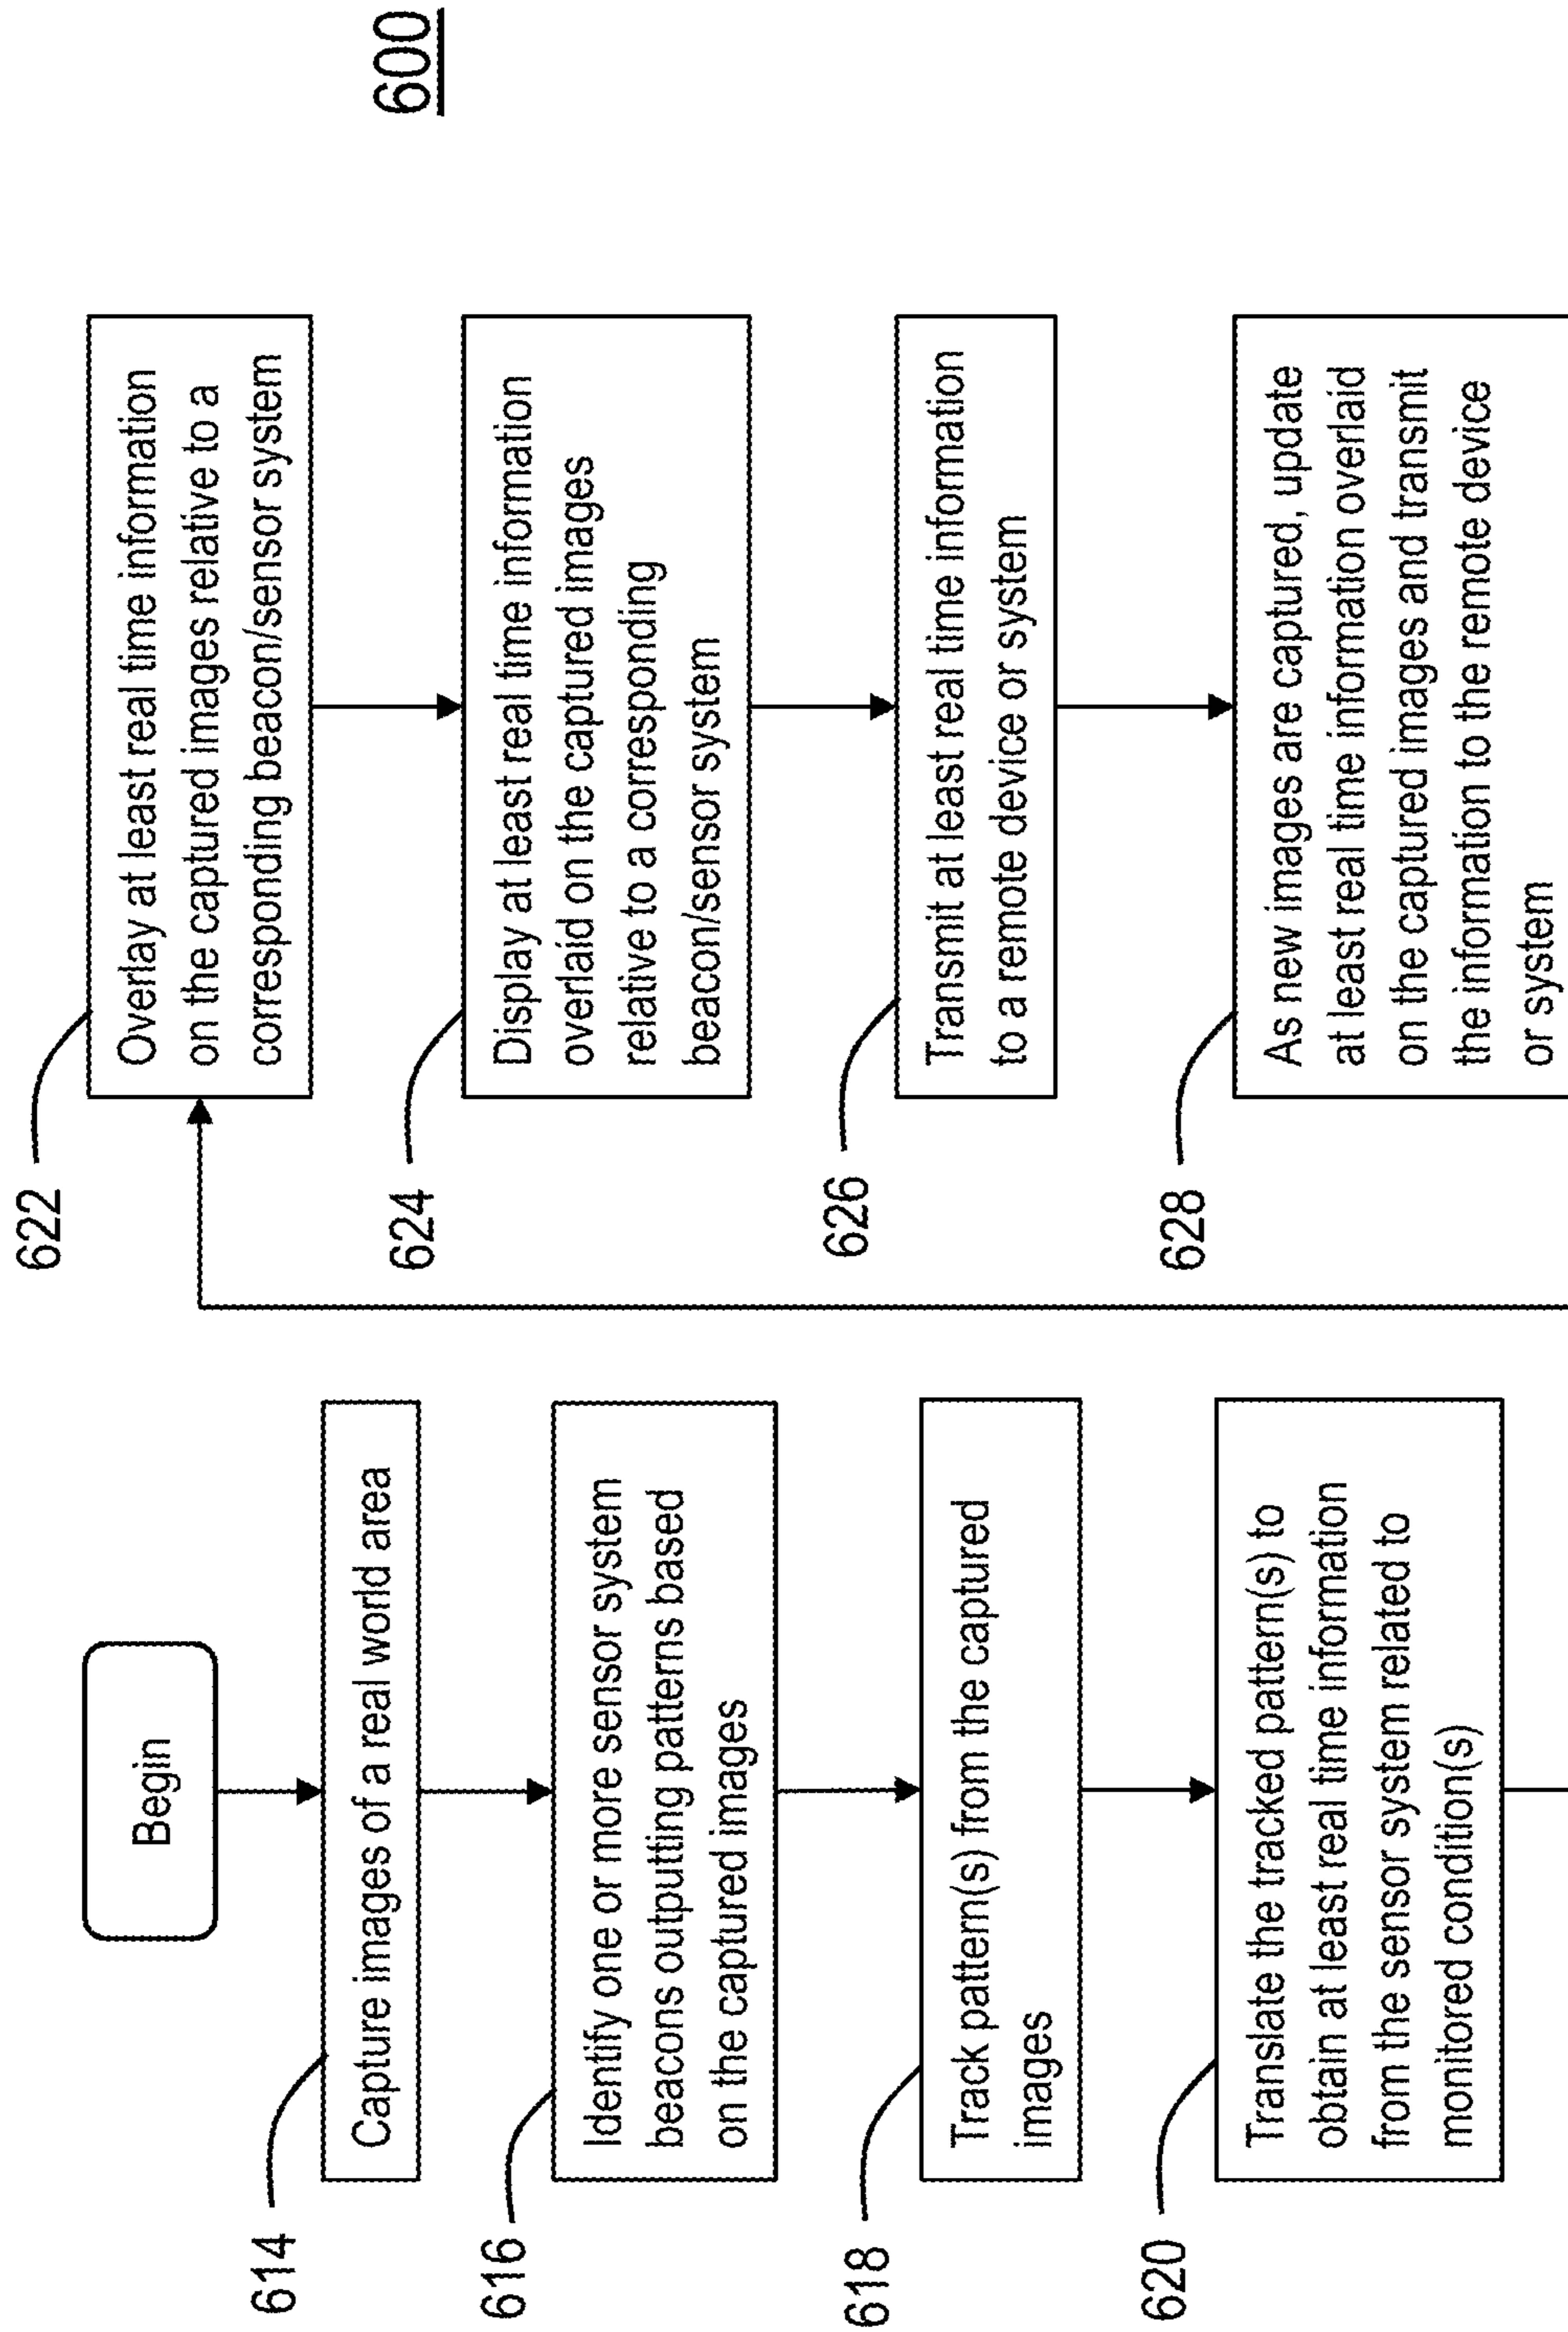 600
Begin
614
Capture images of a real world area
616
Identify one or more sensor system
beacons outputting patterns based
on the captured images
618
Track pattern(s) from the captured
images
620
Translate the tracked pattern(s) to
obtain at least real time information
from the sensor system related to
monitored condition(s)
622
Overlay at least real time information
on the captured images relative to a
corresponding beacon/sensor system
624
Display at least real time information
overlaid on the captured images
relative to a corresponding
beacon/sensor system
626
Transmit at least real time information
to a remote device or system
628
As new images are captured, update
at least real time information overlaid
on the captured images and transmit
the information to the remote device
or system